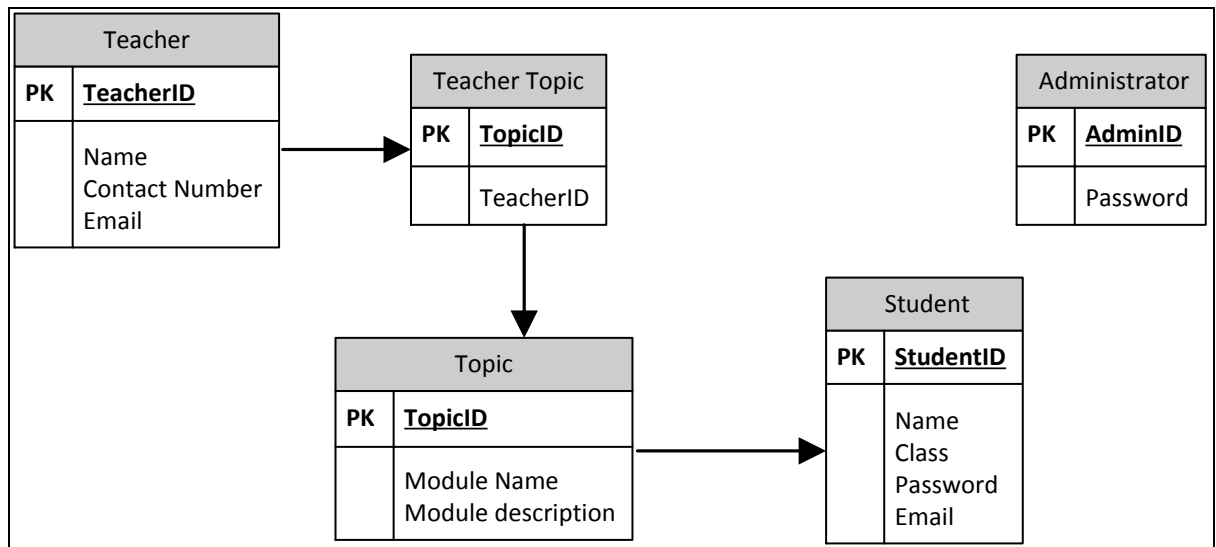 Teacher
PK TeacherID
Name
Contact Number
Email
Teacher Topic
PK TopicID
TeacherID
Administrator
PK AdminID
Password
Topic
PK TopicID
Module Name
Module description
Student
PK StudentID
Name
Class
Password
Email